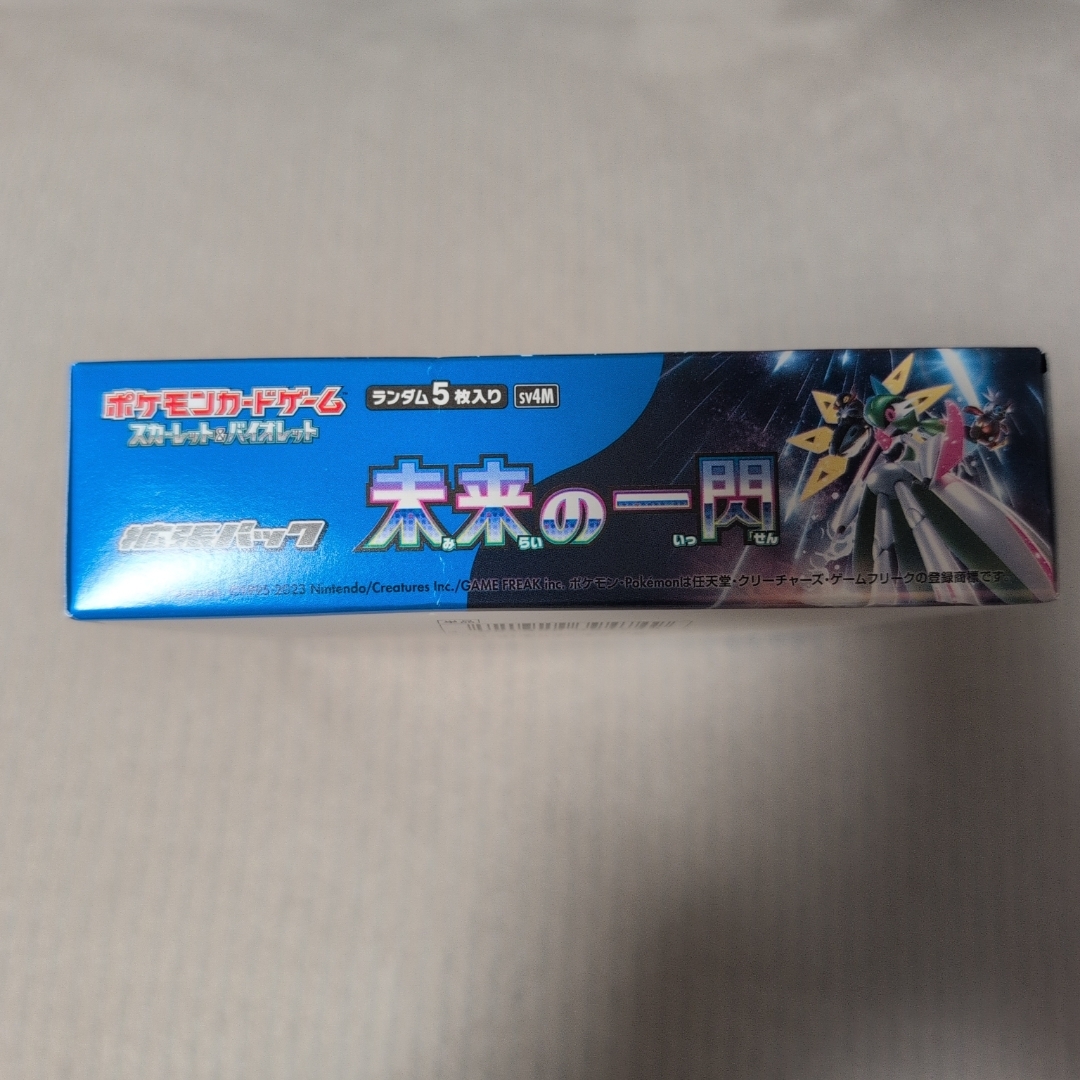 ポケモンカードゲーム
スカーレット&バイオレット
ランダム5枚入り sv4M
拡張パック
未来の一閃
み らい いっ せん
2023 Nintendo/Creatures Inc./GAME FREAK inc. ポケモン・Pokémonは任天堂・クリーチャーズ・ゲームフリークの登録商標です